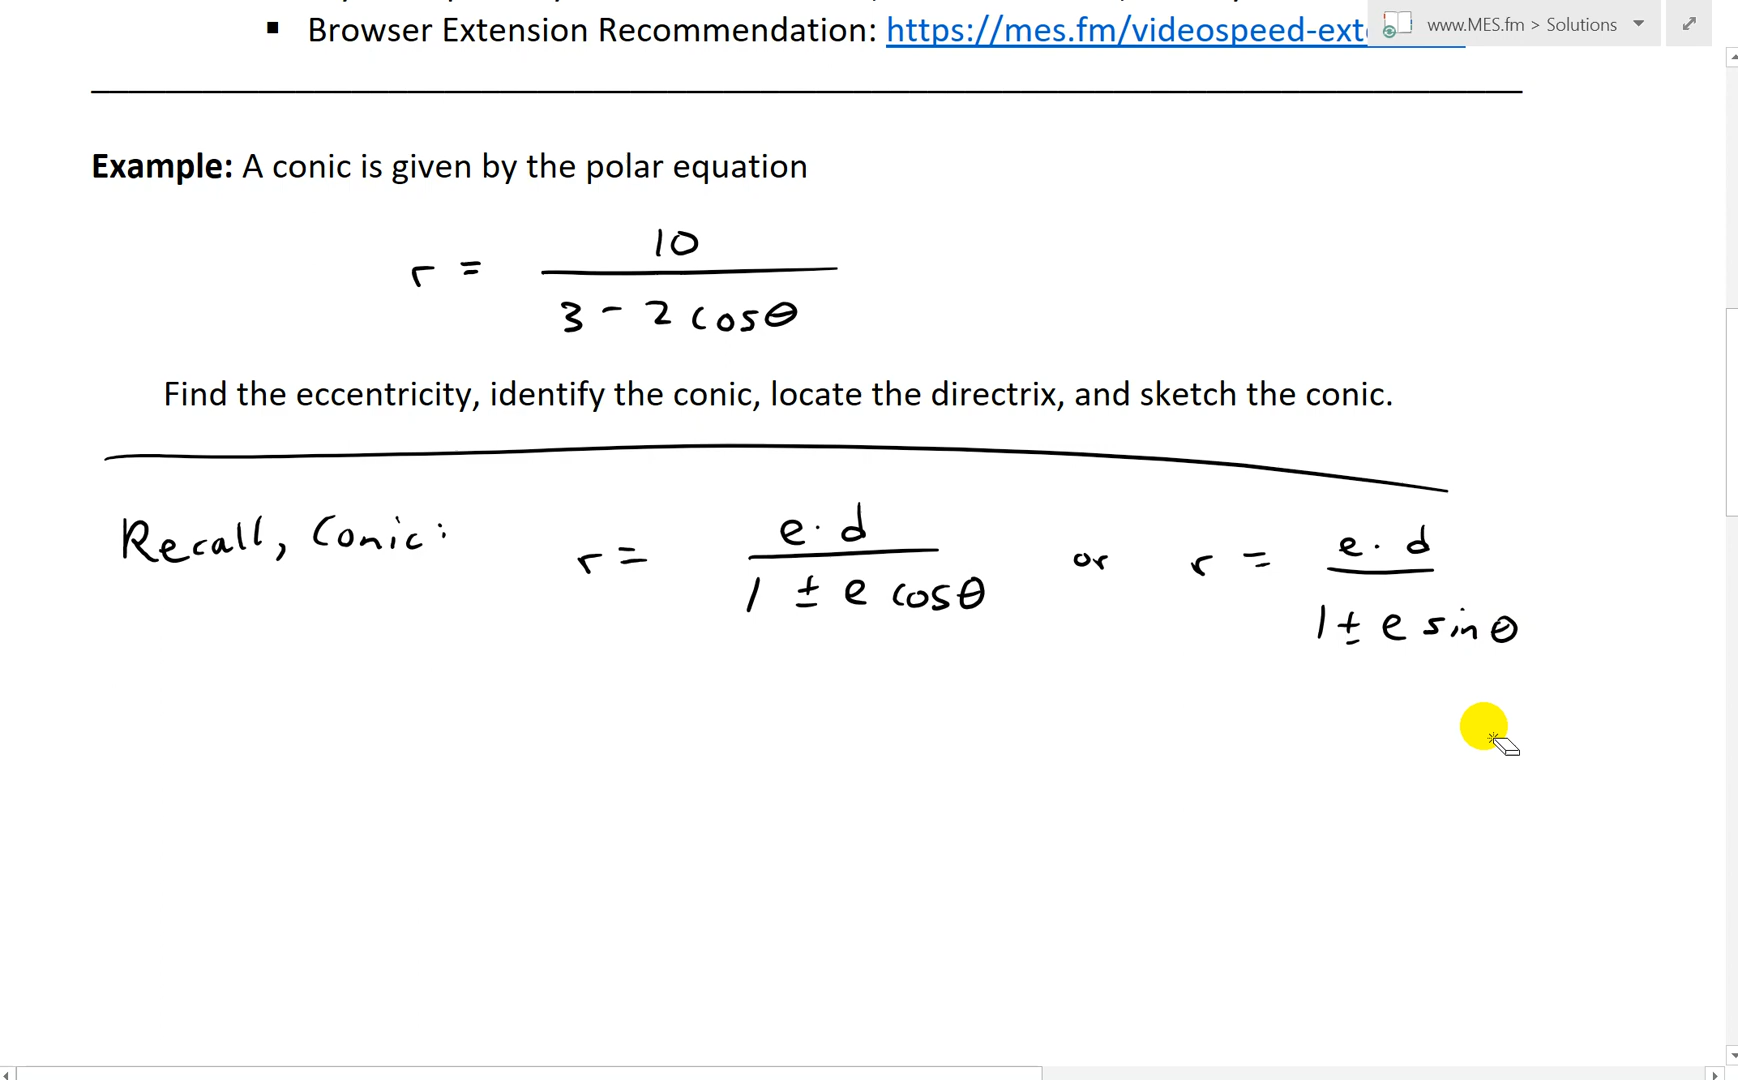 ▪ Browser Extension Recommendation: https://mes.fm/videospeed-ext
www.MES.fm > Solutions
Example: A conic is given by the polar equation
r = 10 / 3 - 2 cosθ
Find the eccentricity, identify the conic, locate the directrix, and sketch the conic.
Recall, Conic: r = e · d / 1 ± e cosθ or r = e · d / 1 ± e sinθ